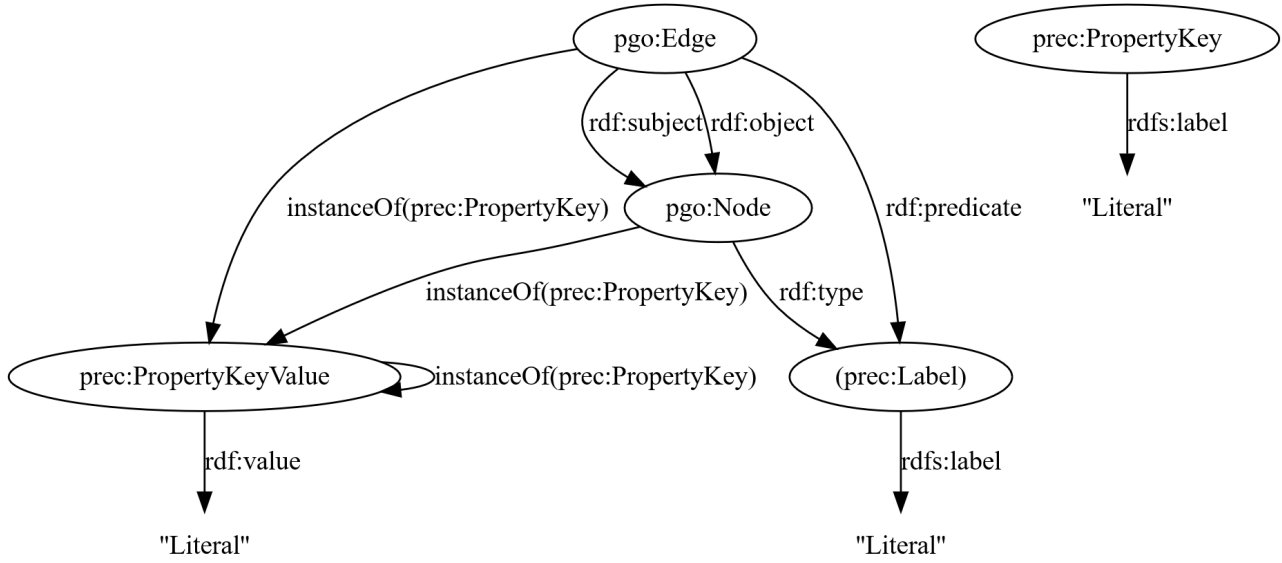 pgo:Edge
prec:PropertyKey
rdf:subject
rdf:object
rdfs:label
instanceOf(prec:PropertyKey)
pgo:Node
rdf:predicate
"Literal"
instanceOf(prec:PropertyKey)
rdf:type
prec:PropertyKeyValue
instanceOf(prec:PropertyKey)
(prec:Label)
rdf:value
rdfs:label
"Literal"
"Literal"